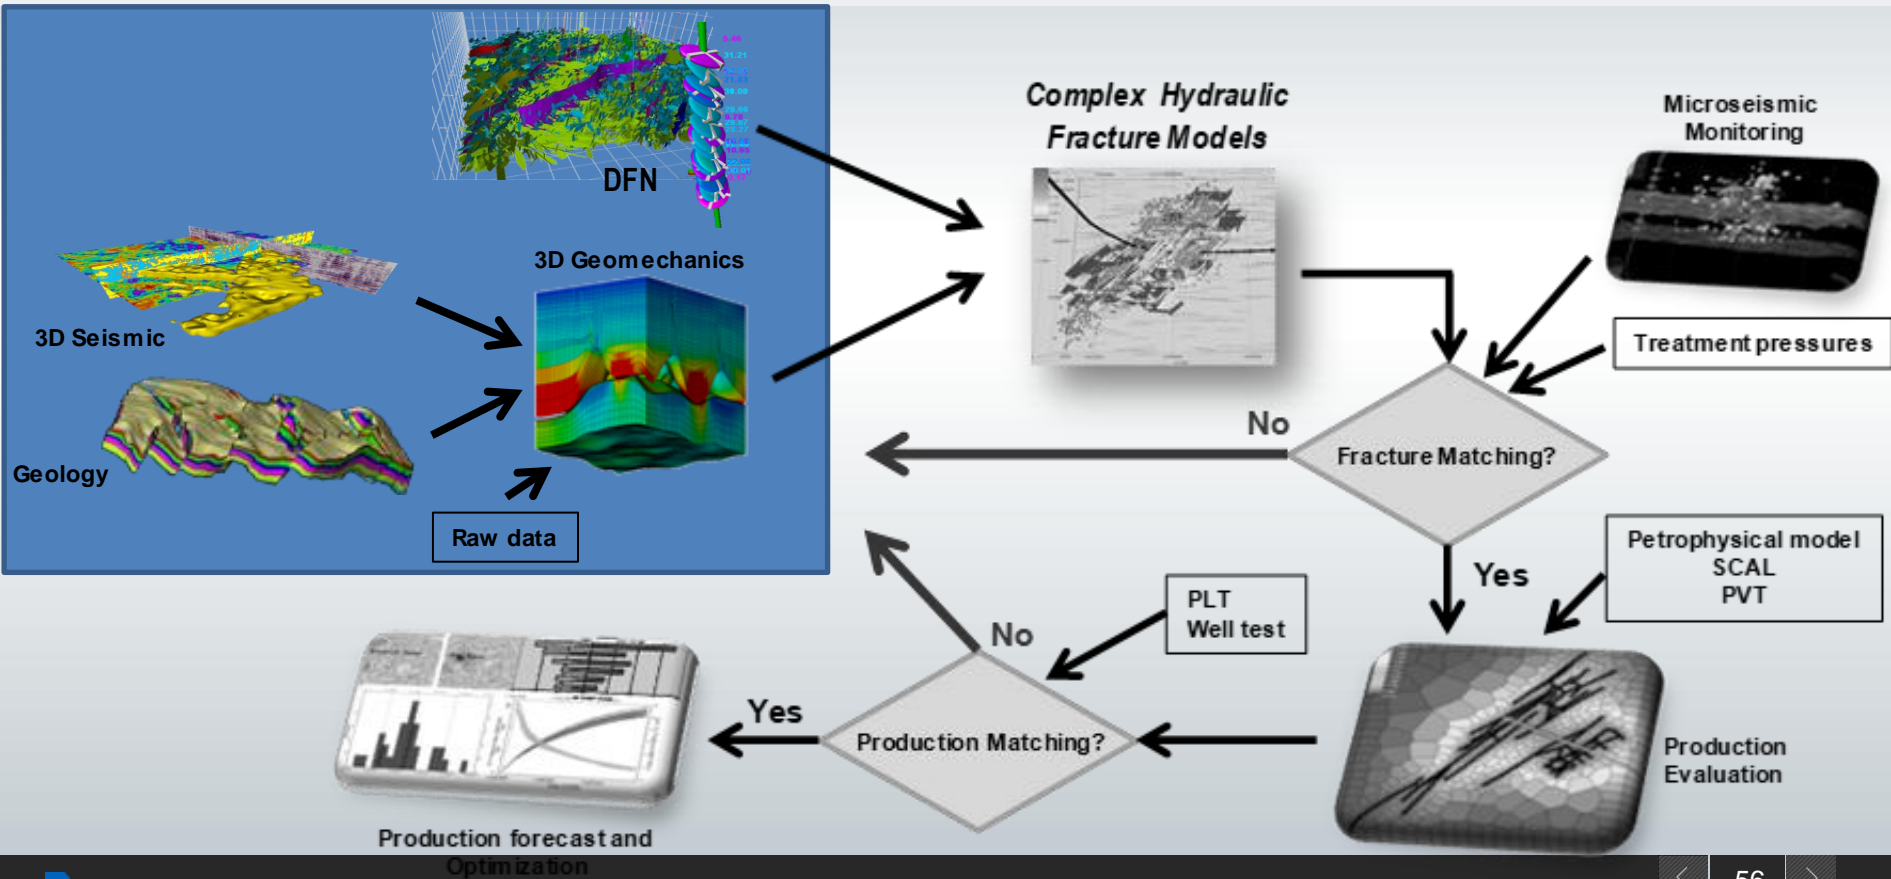 DFN
3D Geomechanics
3D Seismic
Geology
Raw data
Complex Hydraulic
Fracture Models
Microseismic
Monitoring
Treatment pressures
No
Fracture Matching?
Yes
Petrophysical model
SCAL
PVT
PLT
Well test
No
Yes
Production Matching?
Production
Evaluation
Production forecast and
Optimization
56